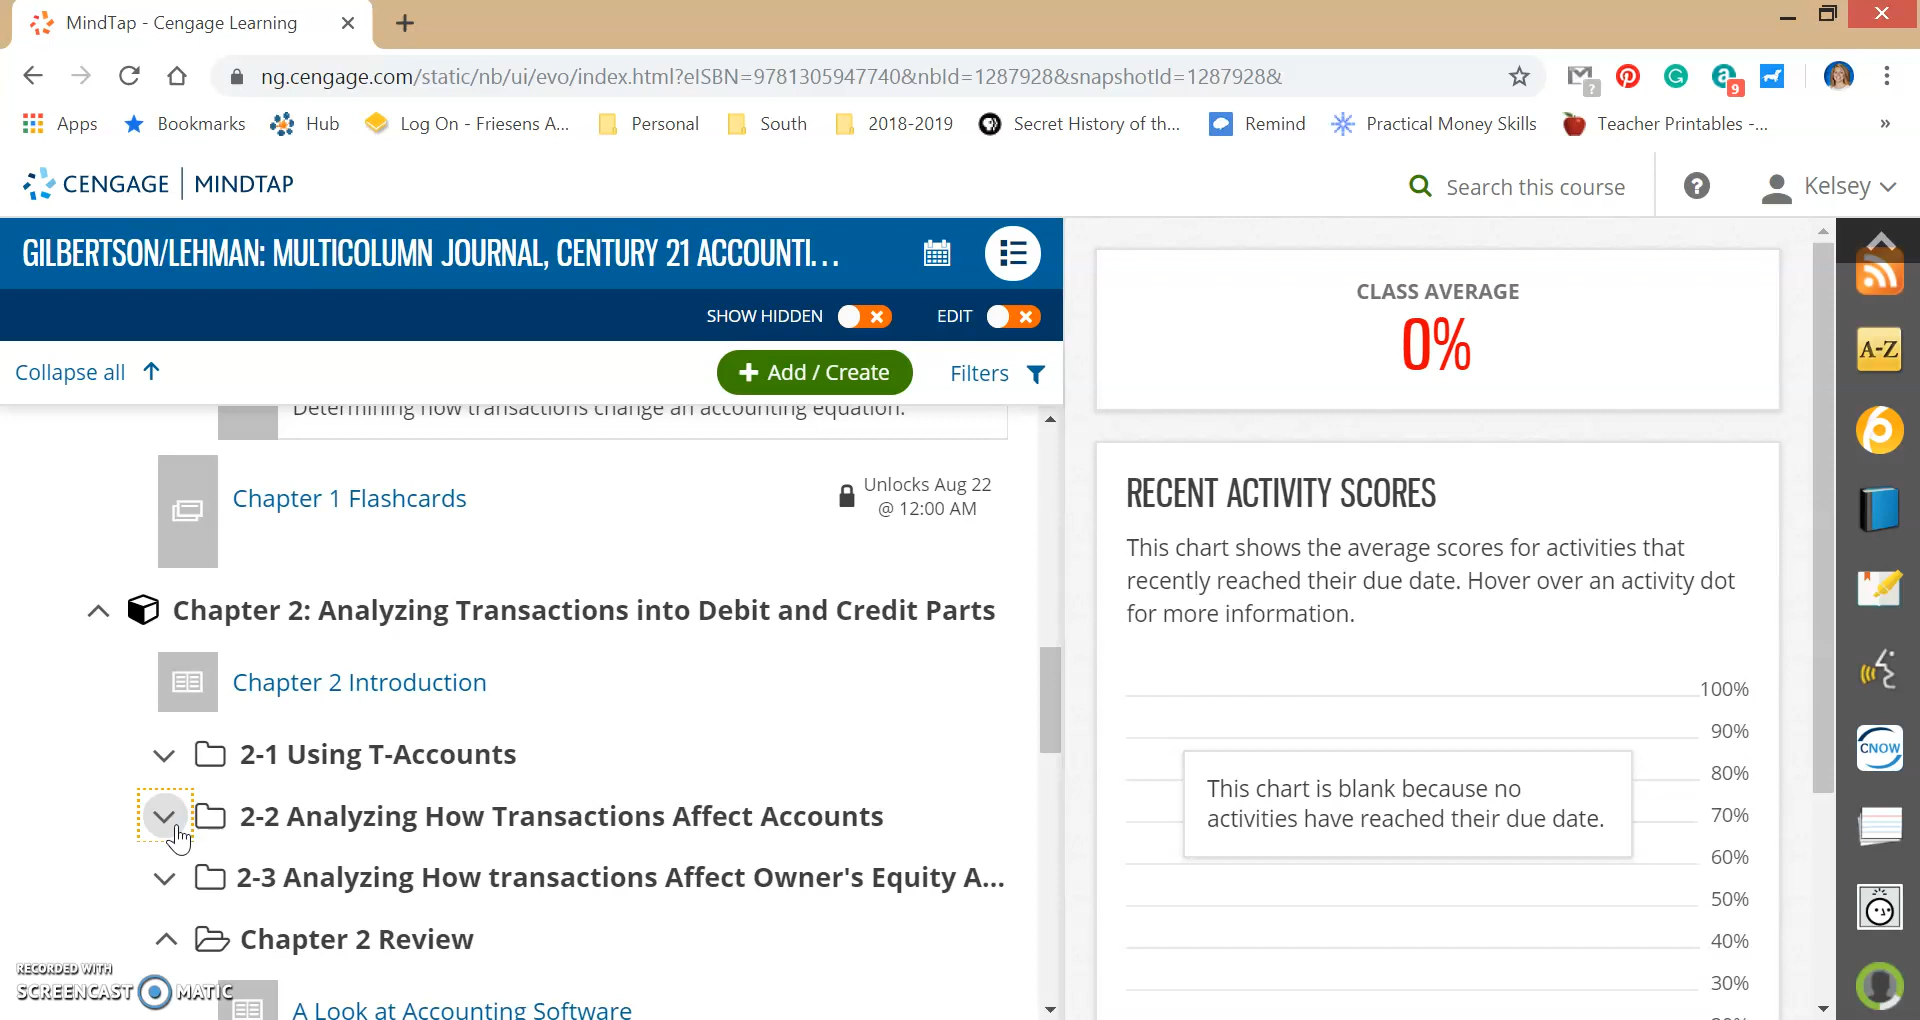 MindTap - Cengage Learning
ng.cengage.com/static/nb/ui/evo/index.html?eISBN=9781305947740&nbId=1287928&snapshotId=1287928&
?
9
Apps
Bookmarks
Hub
Log On - Friesens A...
Personal
South
2018-2019
Secret History of th...
Remind
Practical Money Skills
Teacher Printables -...
»
CENGAGE | MINDTAP
Search this course
?
Kelsey
GILBERTSON/LEHMAN: MULTICOLUMN JOURNAL, CENTURY 21 ACCOUNTI...
SHOW HIDDEN
EDIT
Collapse all
+ Add / Create
Filters
Determining how transactions change an accounting equation.
Chapter 1 Flashcards
Unlocks Aug 22
@ 12:00 AM
Chapter 2: Analyzing Transactions into Debit and Credit Parts
Chapter 2 Introduction
2-1 Using T-Accounts
2-2 Analyzing How Transactions Affect Accounts
2-3 Analyzing How transactions Affect Owner's Equity A...
Chapter 2 Review
A Look at Accounting Software
RECORDED WITH
SCREENCAST MATIC
CLASS AVERAGE
0%
RECENT ACTIVITY SCORES
This chart shows the average scores for activities that
recently reached their due date. Hover over an activity dot
for more information.
100%
90%
80%
70%
60%
50%
40%
30%
This chart is blank because no
activities have reached their due date.
A-Z
CNOW